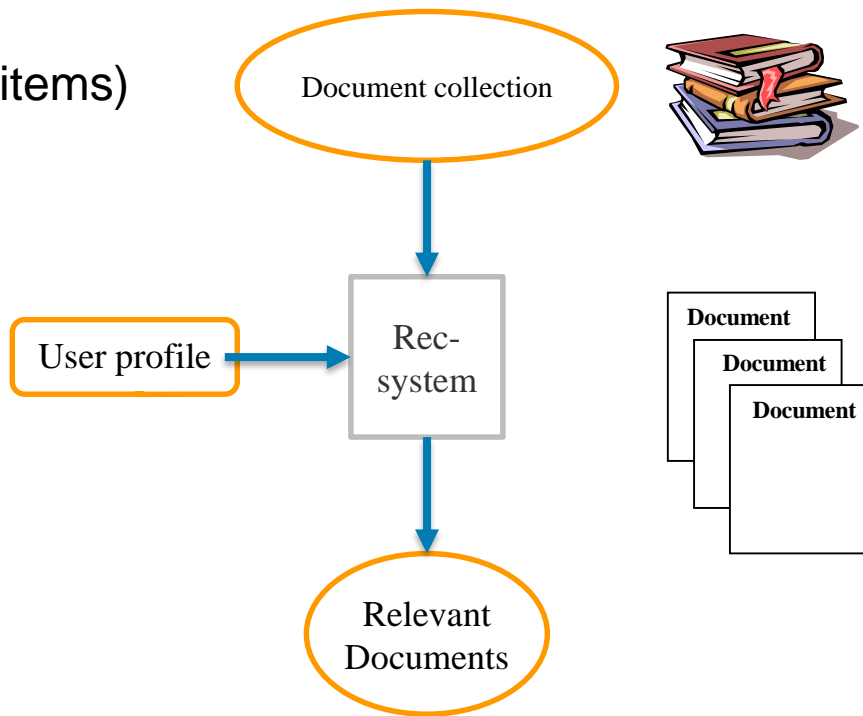 items)
Document collection
User profile
Rec-
system
Document
Document
Document
Relevant
Documents